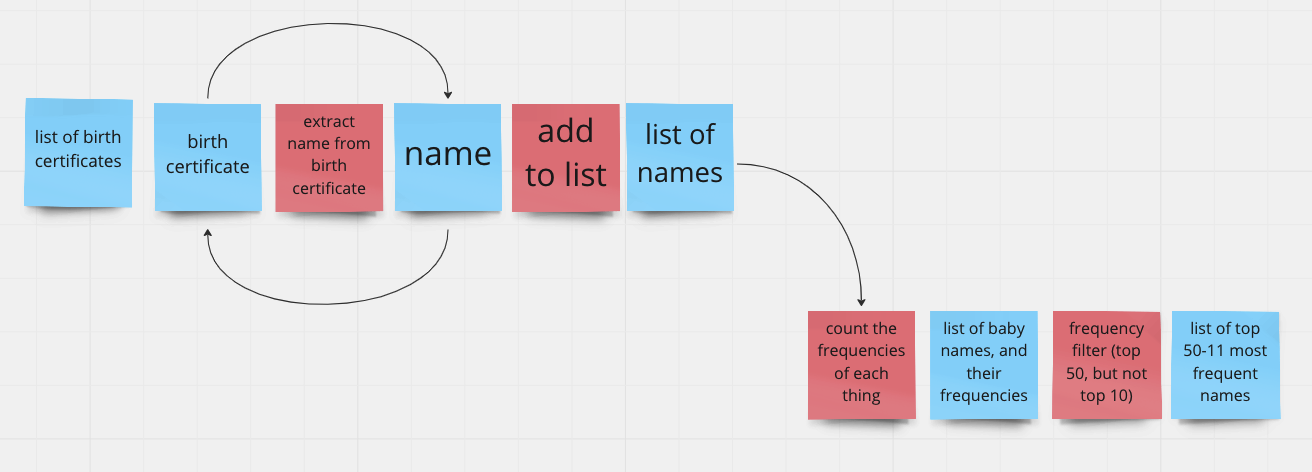 list of birth
certificates
birth
certificate
extract
name from
birth
certificate
name
add
to list
list of
names
count the
frequencies
of each
thing
list of baby
names, and
their
frequencies
frequency
filter (top
50, but not
top 10)
list of top
50-11 most
frequent
names